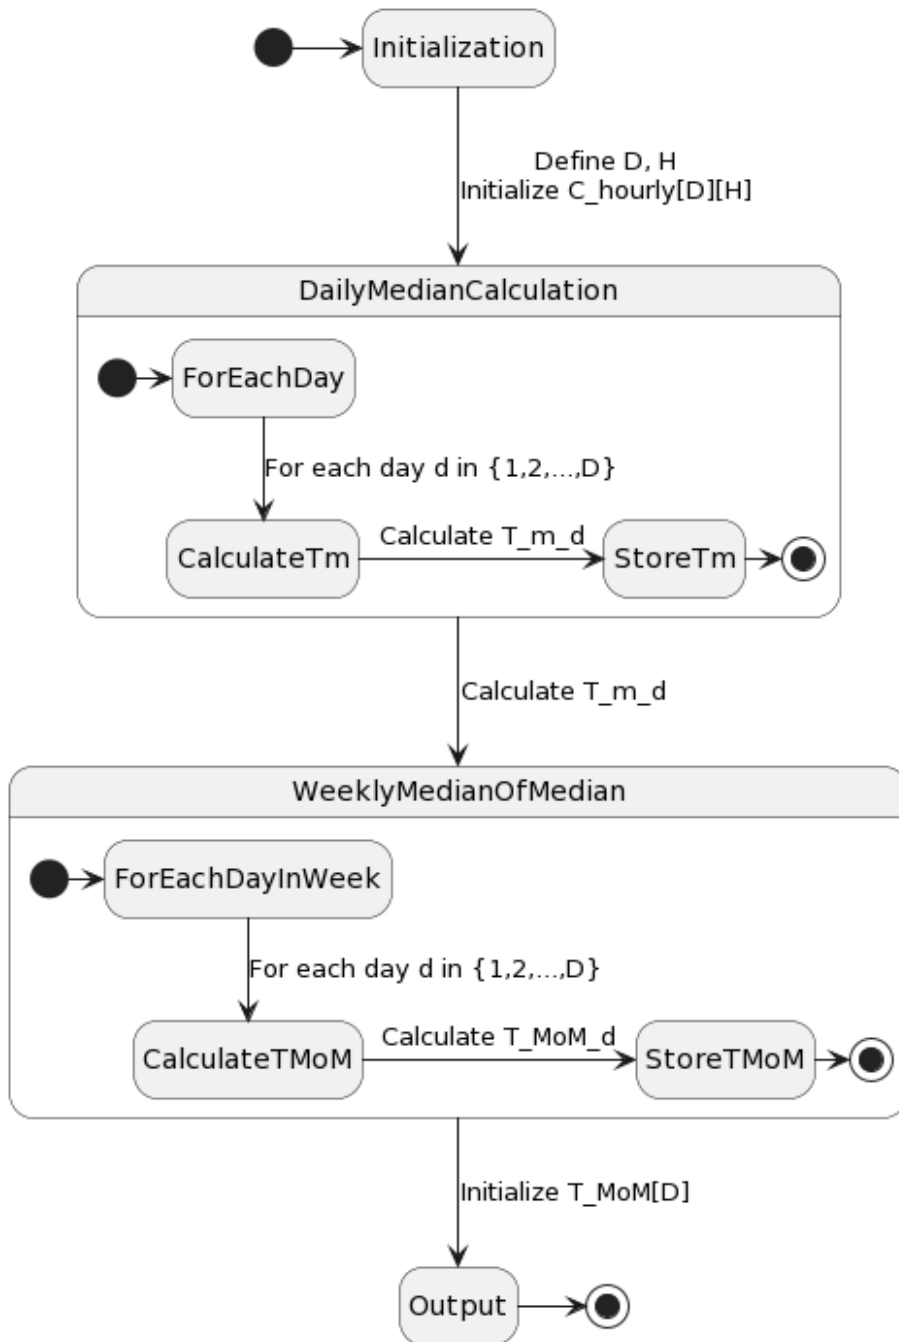 Initialization
Define D, H
Initialize C_hourly[D][H]
DailyMedianCalculation
ForEachDay
For each day d in {1,2,...,D}
Calculate T_m_d
CalculateTm
StoreTm
Calculate T_m_d
WeeklyMedianOfMedian
ForEachDayInWeek
For each day d in {1,2,...,D}
Calculate T_MoM_d
CalculateTMoM
StoreTMoM
Initialize T_MoM[D]
Output